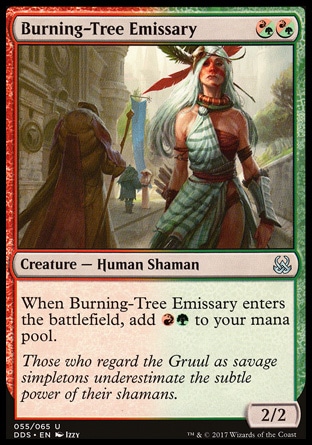 Burning-Tree Emissary
Creature — Human Shaman
When Burning-Tree Emissary enters
the battlefield, add to your mana
pool.
Those who regard the Gruul as savage
simpletons underestimate the subtle
power of their shamans.
2/2
055/065 U
DDS • EN Izzy
™ & © 2017 Wizards of the Coast